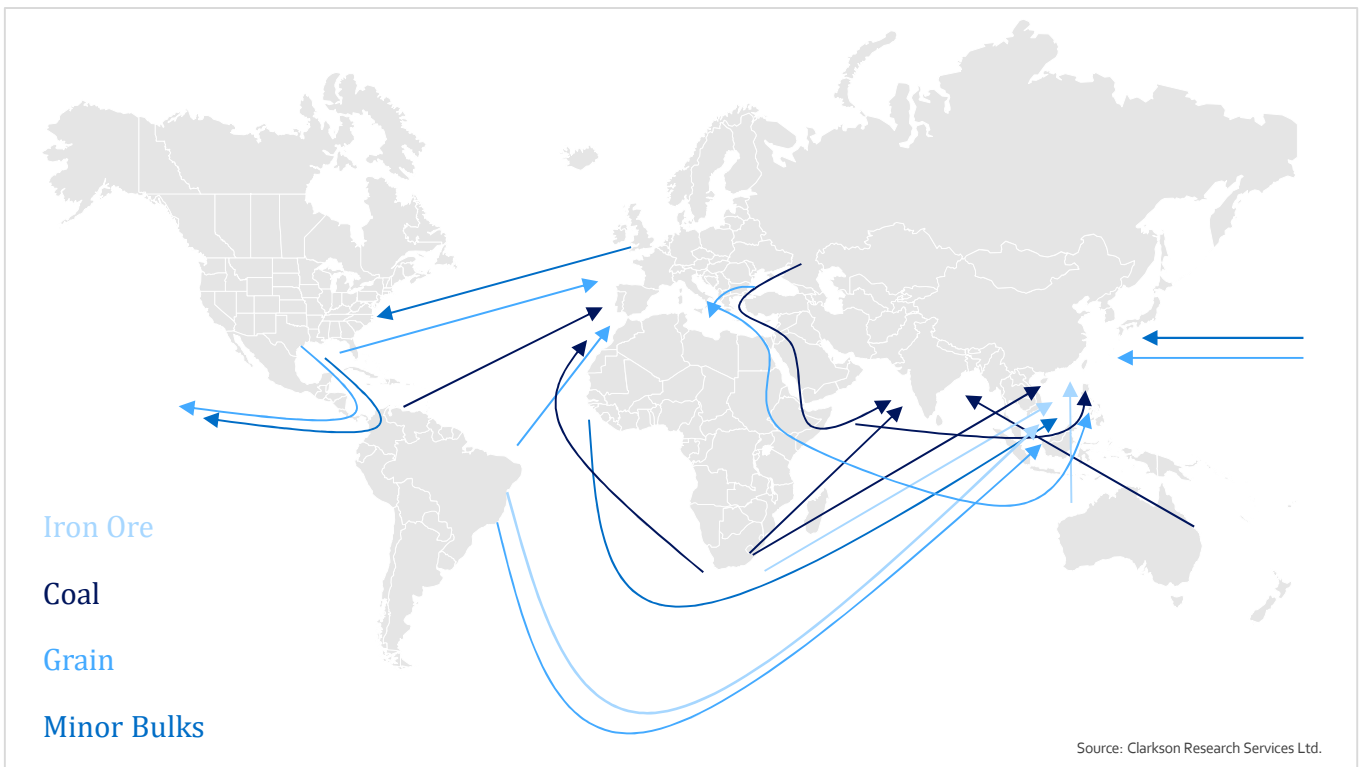 Iron Ore
Coal
Grain
Minor Bulks
Source: Clarkson Research Services Ltd.